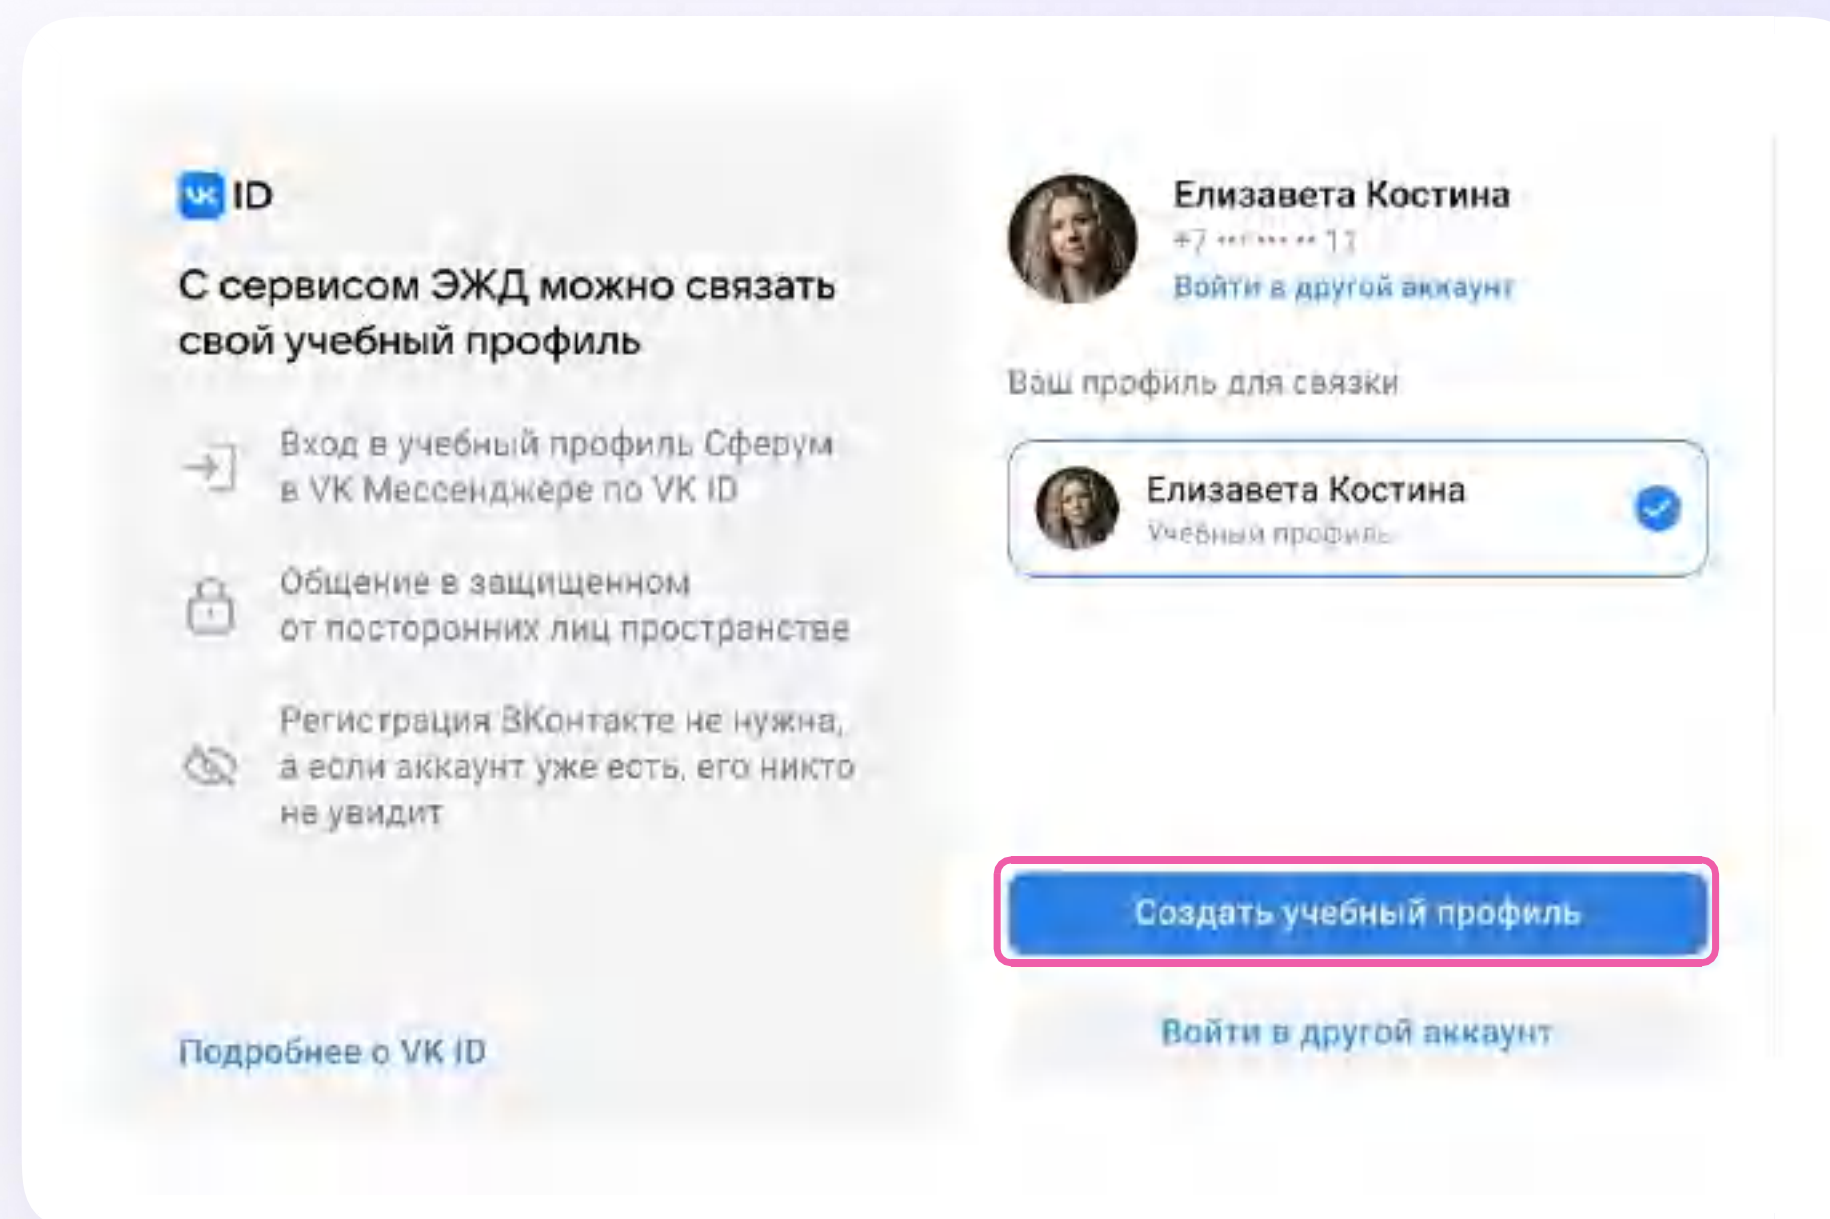 VK ID
С сервисом ЭЖД можно связать
свой учебный профиль
Вход в учебный профиль Сферум
в VK Мессенджере по VK ID
Общение в защищенном
от посторонних лиц пространстве
Регистрация ВКонтакте не нужна,
а если аккаунт уже есть, его никто
не увидит
Подробнее о VK ID
Елизавета Костина
+7 ••• ••• •• 11
Войти в другой аккаунт
Ваш профиль для связки
Елизавета Костина
Учебный профиль
Создать учебный профиль
Войти в другой аккаунт